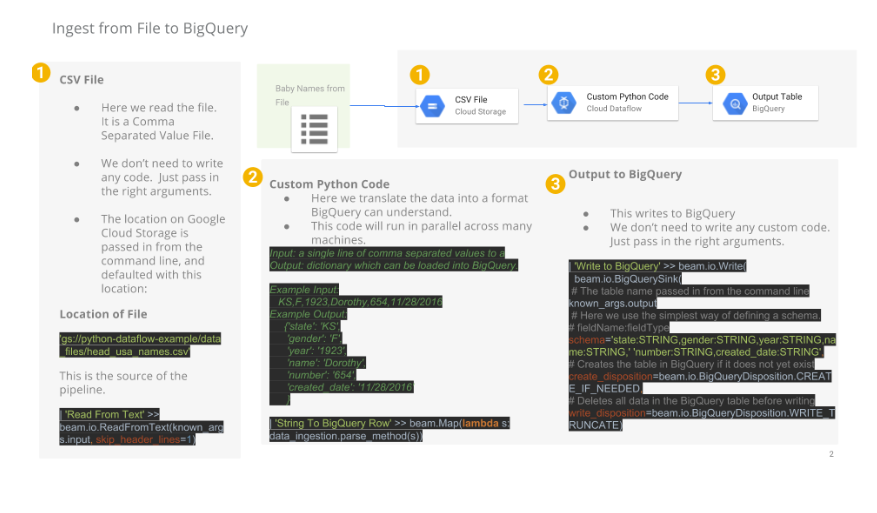 Ingest from File to BigQuery
1
CSV File
● Here we read the file.
It is a Comma
Separated Value File.
● We don't need to write
any code. Just pass in
the right arguments.
● The location on Google
Cloud Storage is
passed in from the
command line, and
defaulted with this
location:
Location of File
'gs://python-dataflow-example/data
_files/head_usa_names.csv'
This is the source of the
pipeline.
| 'Read From Text' >>
beam.io.ReadFromText(known_arg
s.input, skip_header_lines=1)
Baby Names from
File
1
CSV File
Cloud Storage
2
Custom Python Code
Cloud Dataflow
3
Output Table
BigQuery
2
Custom Python Code
● Here we translate the data into a format
BigQuery can understand.
● This code will run in parallel across many
machines.
Input: a single line of comma separated values to a
Output: dictionary which can be loaded into BigQuery.
Example Input:
KS,F,1923,Dorothy,654,11/28/2016
Example Output:
{'state': 'KS',
'gender': 'F',
'year': '1923',
'name': 'Dorothy',
'number': '654',
'created_date': '11/28/2016
}
| 'String To BigQuery Row' >> beam.Map(lambda s:
data_ingestion.parse_method(s))
3
Output to BigQuery
● This writes to BigQuery
● We don't need to write any custom code.
Just pass in the right arguments.
| 'Write to BigQuery' >> beam.io.Write(
beam.io.BigQuerySink(
# The table name passed in from the command line
known_args.output
# Here we use the simplest way of defining a schema.
# fieldName:fieldType
schema='state:STRING,gender:STRING,year:STRING,na
me:STRING,' 'number:STRING,created_date:STRING',
# Creates the table in BigQuery if it does not yet exist
create_disposition=beam.io.BigQueryDisposition.CREAT
E_IF_NEEDED,
# Deletes all data in the BigQuery table before writing
write_disposition=beam.io.BigQueryDisposition.WRITE_T
RUNCATE)
2